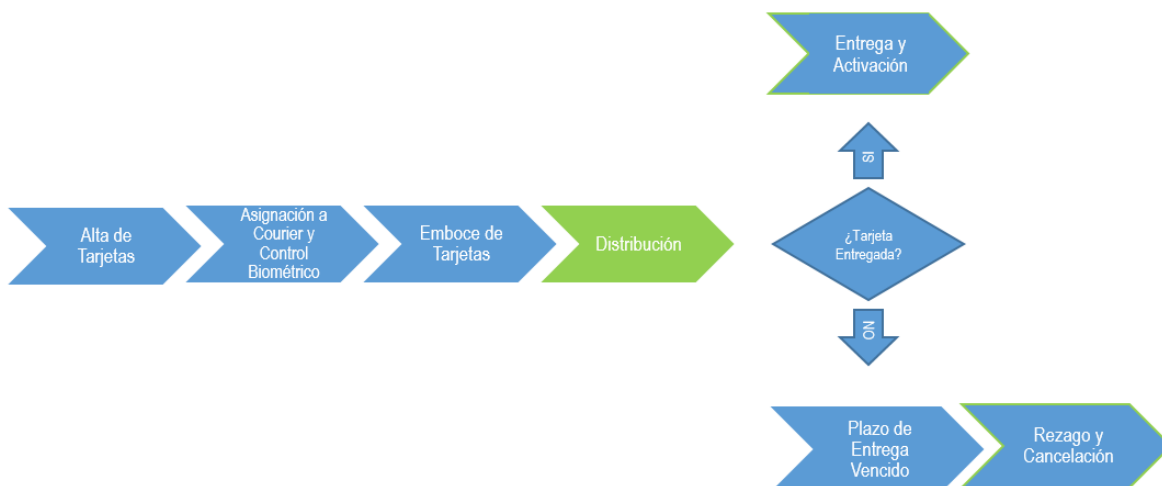 Entrega y
Activación
SI
Alta de
Tarjetas
Asignación a
Courier y
Control
Biométrico
Emboce de
Tarjetas
Distribución
¿Tarjeta
Entregada?
NO
Plazo de
Entrega
Vencido
Rezago y
Cancelación